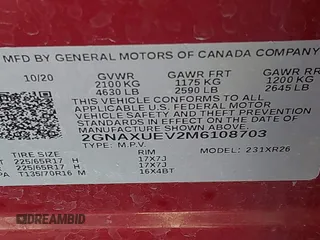 MFD BY GENERAL MOTORS OF CANADA COMPANY
10/20 GVWR GAWR FRT GAWR RR
2100 KG 1175 KG 1200 KG
4630 LB 2590 LB 2645 LB
THIS VEHICLE CONFORMS TO ALL APPLICABLE
U.S. FEDERAL MOTOR VEHICLE SAFETY AND
THEFT PREVENTION STANDARDS IN EFFECT ON
THE DATE OF MANUFACTURE SHOWN ABOVE.
2GNAXUEV2M6108703
TYPE: M.P.V. MODEL: 231XR26
RIM
225/65R17 H 17X7J
225/65R17 H 17X7J
PA T135/70R16 M 16X4BT
DREAMBID